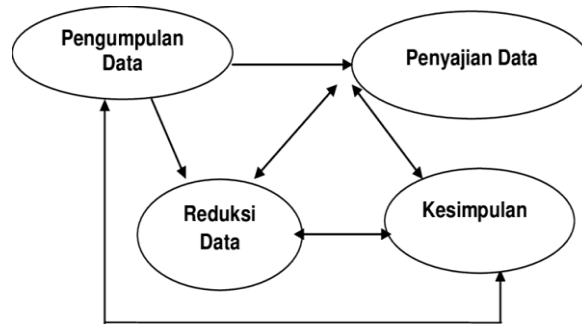 Pengumpulan
Data
Penyajian Data
Reduksi
Data
Kesimpulan